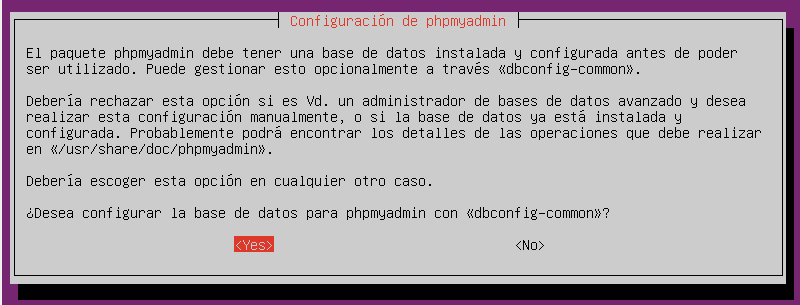 Configuración de phpmyadmin
El paquete phpmyadmin debe tener una base de datos instalada y configurada antes de poder
ser utilizado. Puede gestionar esto opcionalmente a través «dbconfig-common».
Debería rechazar esta opción si es Vd. un administrador de bases de datos avanzado y desea
realizar esta configuración manualmente, o si la base de datos ya está instalada y
configurada. Probablemente podrá encontrar los detalles de las operaciones que debe realizar
en «/usr/share/doc/phpmyadmin».
Debería escoger esta opción en cualquier otro caso.
¿Desea configurar la base de datos para phpmyadmin con «dbconfig-common»?
<Yes> <No>